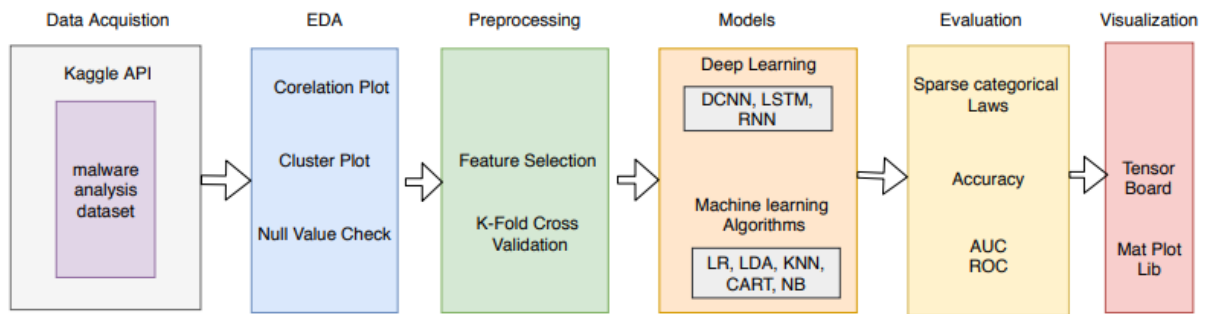 Data Acquistion
Kaggle API
malware
analysis
dataset
EDA
Corelation Plot
Cluster Plot
Null Value Check
Preprocessing
Feature Selection
K-Fold Cross
Validation
Models
Deep Learning
DCNN, LSTM,
RNN
Machine learning
Algorithms
LR, LDA, KNN,
CART, NB
Evaluation
Sparse categorical
Laws
Accuracy
AUC
ROC
Visualization
Tensor
Board
Mat Plot
Lib